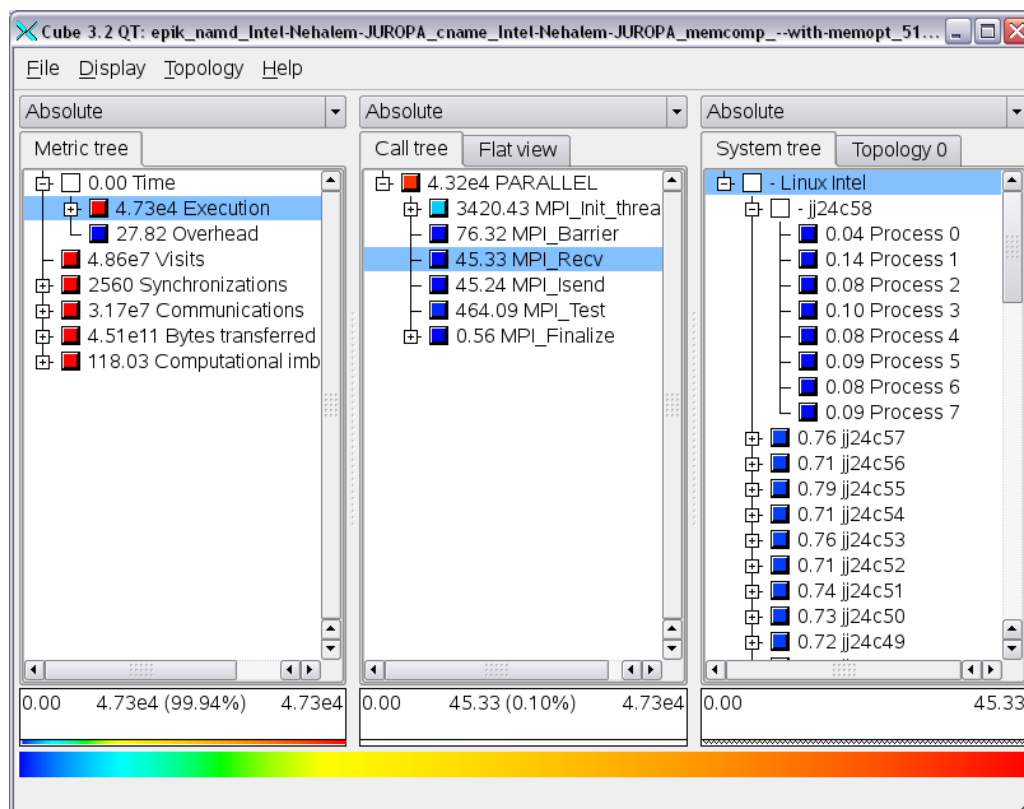 Cube 3.2 QT: epik_namd_Intel-Nehalem-JUROPA_cname_Intel-Nehalem-JUROPA_memcomp_--with-memopt_51...
File Display Topology Help
Absolute
Metric tree
0.00 Time
4.73e4 Execution
27.82 Overhead
4.86e7 Visits
2560 Synchronizations
3.17e7 Communications
4.51e11 Bytes transferred
118.03 Computational imb
0.00 4.73e4 (99.94%) 4.73e4
Absolute
Call tree Flat view
4.32e4 PARALLEL
3420.43 MPI_Init_threa
76.32 MPI_Barrier
45.33 MPI_Recv
45.24 MPI_Isend
464.09 MPI_Test
0.56 MPI_Finalize
0.00 45.33 (0.10%) 4.73e4
Absolute
System tree Topology 0
- Linux Intel
- jj24c58
0.04 Process 0
0.14 Process 1
0.08 Process 2
0.10 Process 3
0.08 Process 4
0.09 Process 5
0.08 Process 6
0.09 Process 7
0.76 jj24c57
0.71 jj24c56
0.79 jj24c55
0.71 jj24c54
0.76 jj24c53
0.71 jj24c52
0.74 jj24c51
0.73 jj24c50
0.72 jj24c49
0.00 45.33